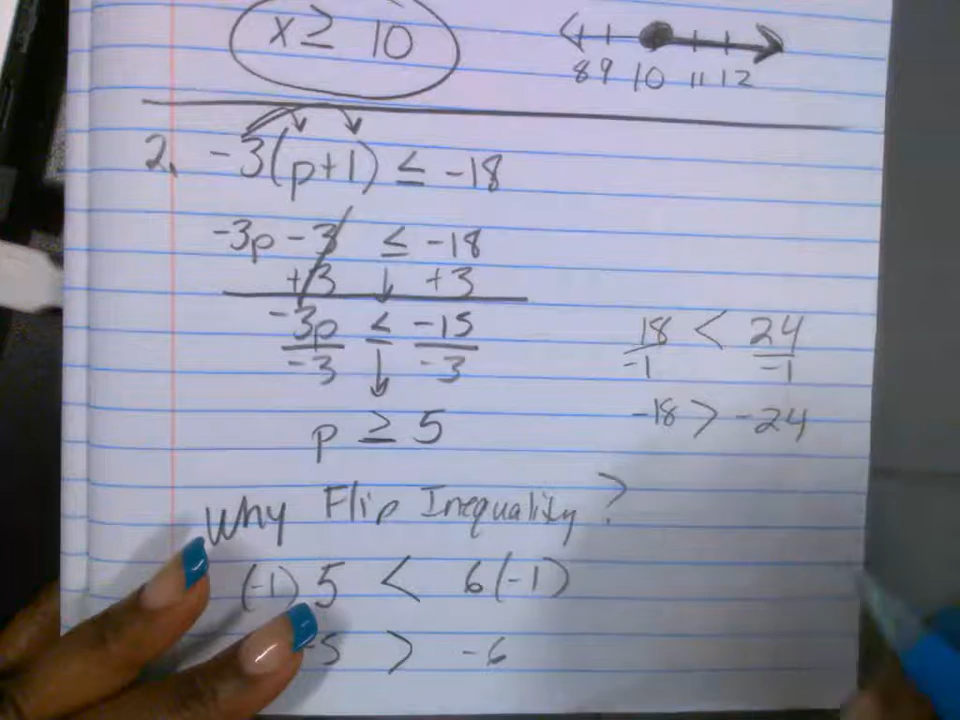 x ≥ 10
8 9 10 11 12
2. -3(p+1) ≤ -18
-3p - 3 ≤ -18
+3 ↓ +3
-3p ≤ -15
-3 ↓ -3
p ≥ 5
18 < 24
-1 -1
-18 > -24
Why Flip Inequality?
(-1) 5 < 6(-1)
-5 > -6